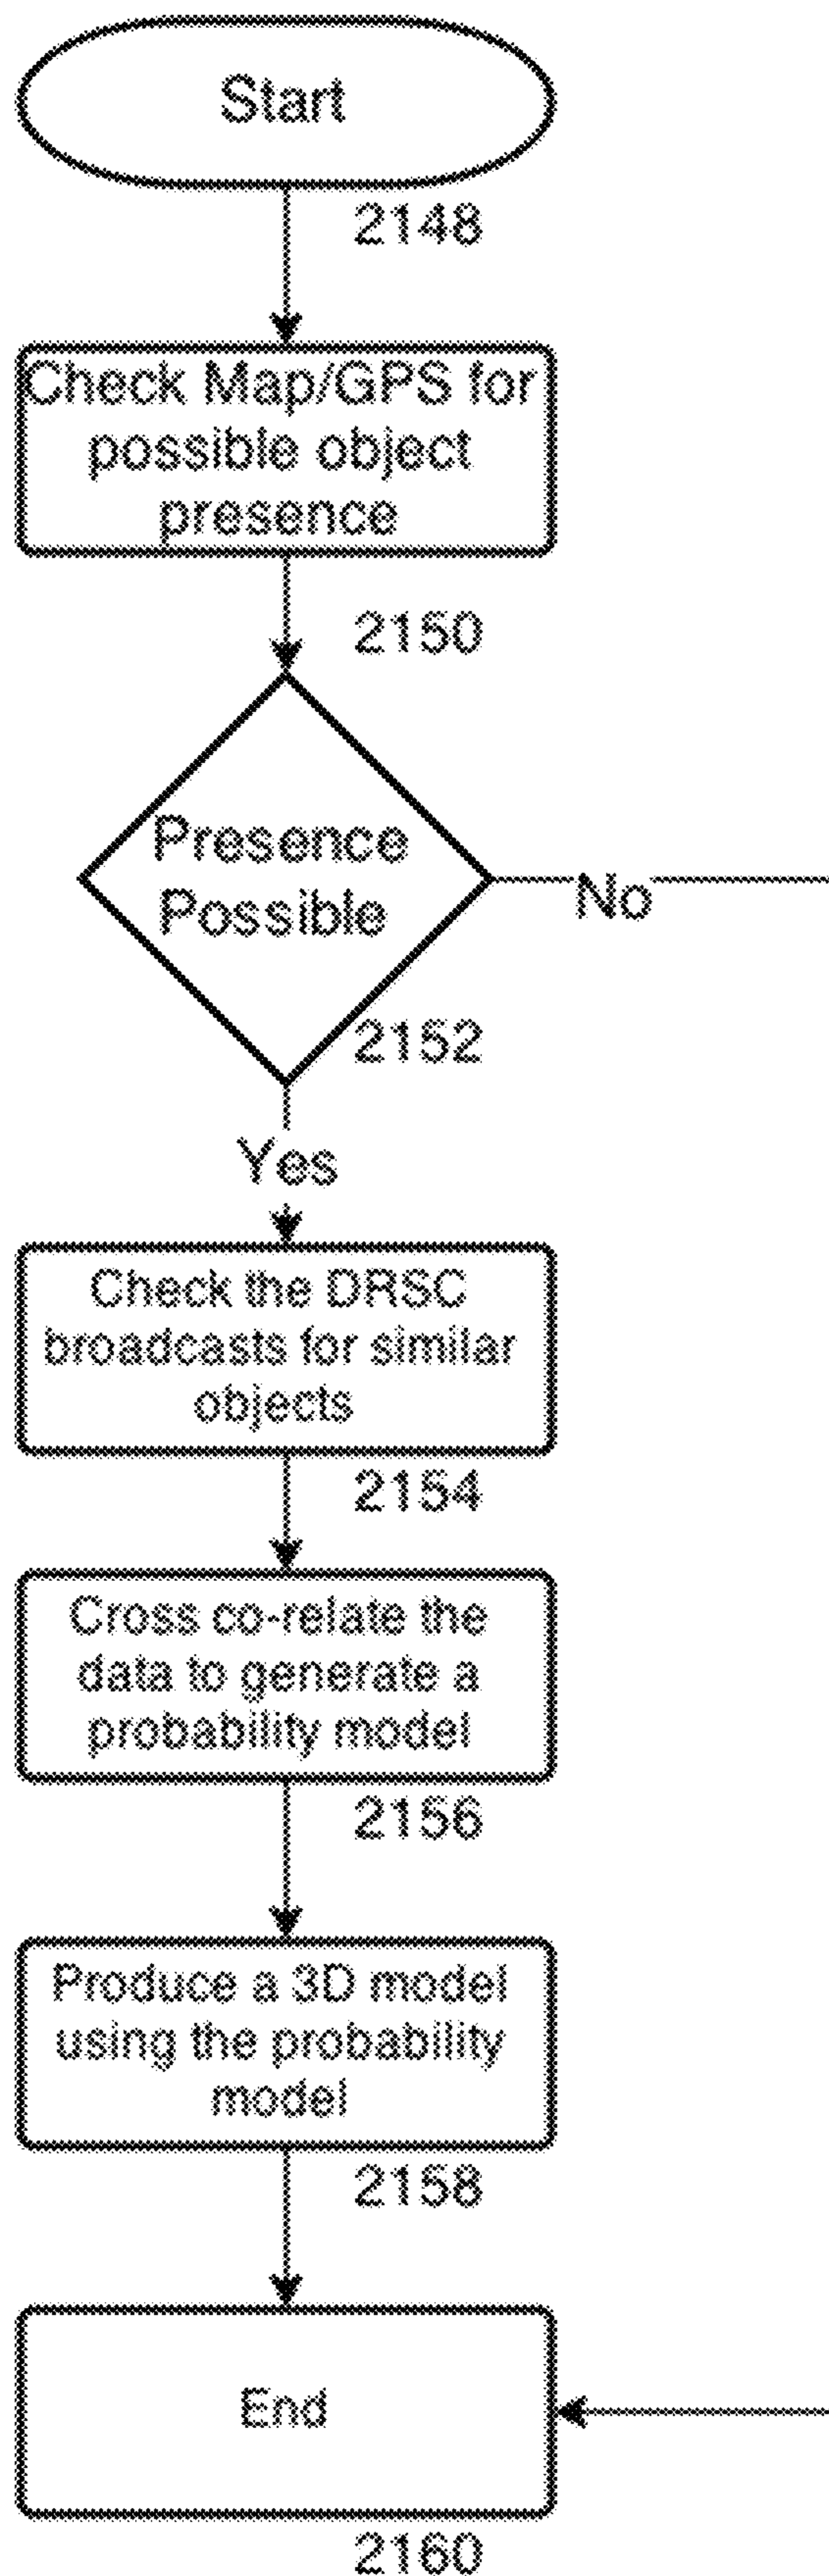 Start
2148
Check Map/GPS for
possible object
presence
2150
Presence
Possible
No
2152
Yes
Check the DRSC
broadcasts for similar
objects
2154
Cross co-relate the
data to generate a
probability model
2156
Produce a 3D model
using the probability
model
2158
End
2160